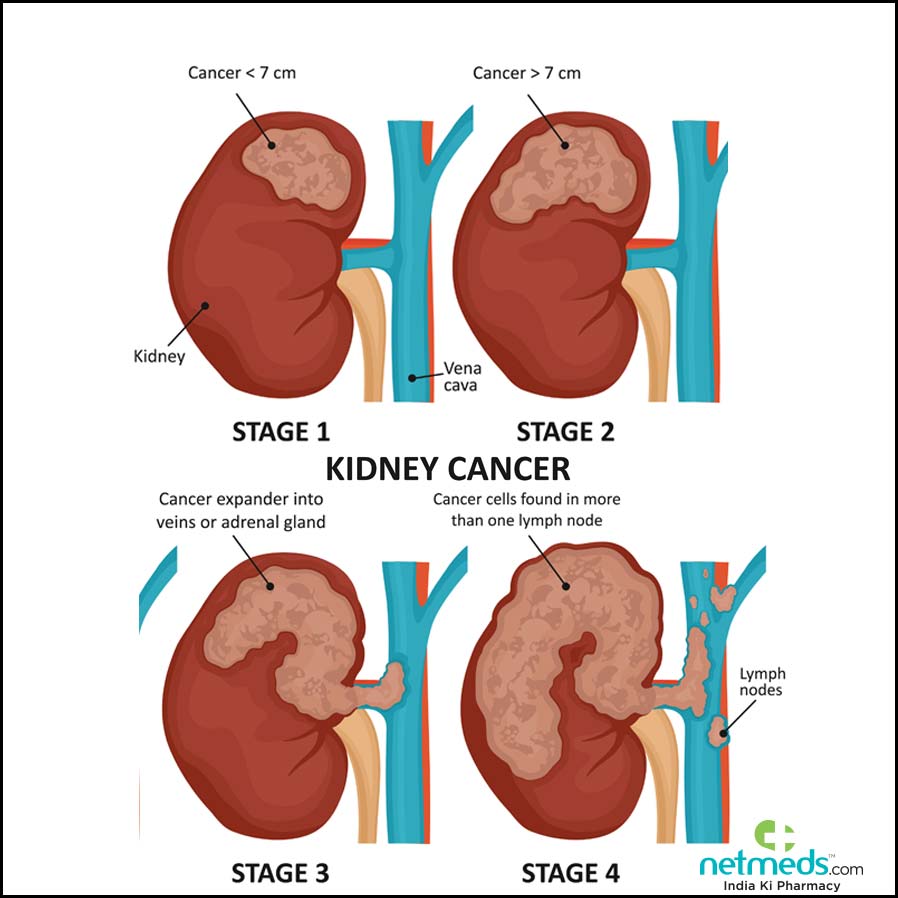 Cancer < 7 cm
Cancer > 7 cm
Kidney
Vena
cava
STAGE 1
STAGE 2
KIDNEY CANCER
Cancer expander into
veins or adrenal gland
Cancer cells found in more
than one lymph node
Lymph
nodes
STAGE 3
STAGE 4
netmeds.com™
India Ki Pharmacy